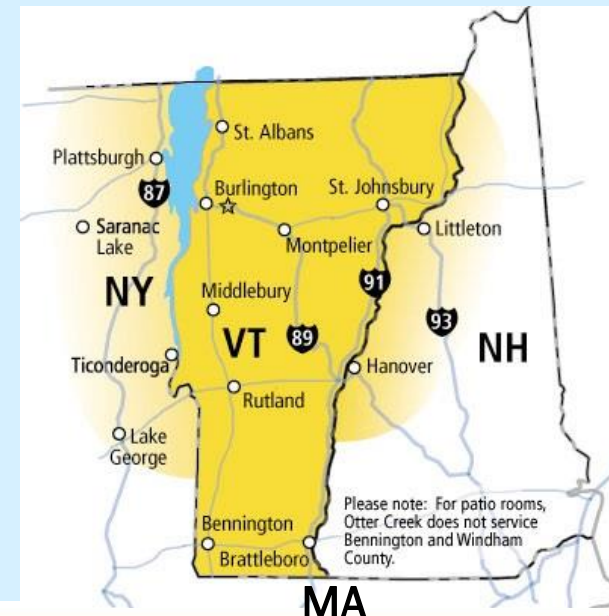 St. Albans
Plattsburgh
87
Burlington
St. Johnsbury
Saranac
Lake
Littleton
Montpelier
NY
91
Middlebury
93
VT
89
NH
Ticonderoga
Hanover
Rutland
Lake
George
Please note: For patio rooms,
Otter Creek does not service
Bennington and Windham
County.
Bennington
Brattleboro
MA